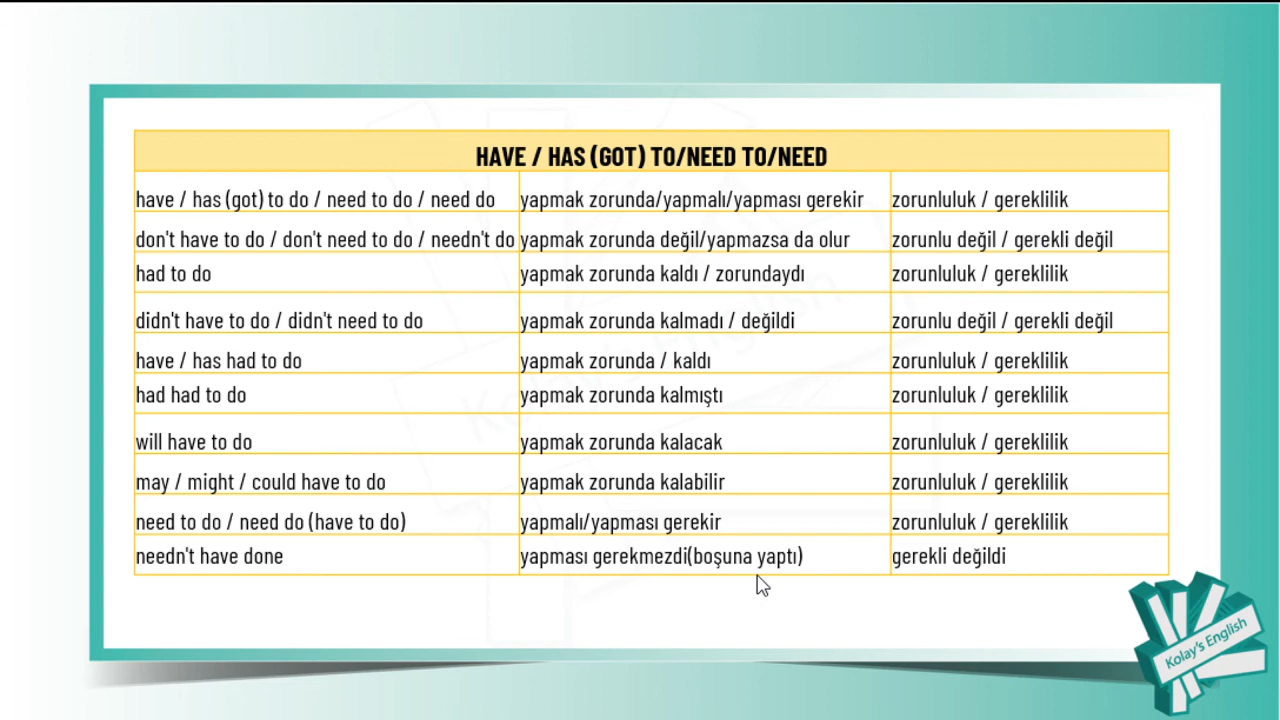 HAVE / HAS (GOT) TO/NEED TO/NEED
have / has (got) to do / need to do / need do yapmak zorunda/yapmalı/yapması gerekir zorunluluk / gereklilik
don't have to do / don't need to do / needn't do yapmak zorunda değil/yapmazsa da olur zorunlu değil / gerekli değil
had to do yapmak zorunda kaldı / zorundaydı zorunluluk / gereklilik
didn't have to do / didn't need to do yapmak zorunda kalmadı / değildi zorunlu değil / gerekli değil
have / has had to do yapmak zorunda / kaldı zorunluluk / gereklilik
had had to do yapmak zorunda kalmıştı zorunluluk / gereklilik
will have to do yapmak zorunda kalacak zorunluluk / gereklilik
may / might / could have to do yapmak zorunda kalabilir zorunluluk / gereklilik
need to do / need do (have to do) yapmalı/yapması gerekir zorunluluk / gereklilik
needn't have done yapması gerekmezdi(boşuna yaptı) gerekli değildi
Kolay's English